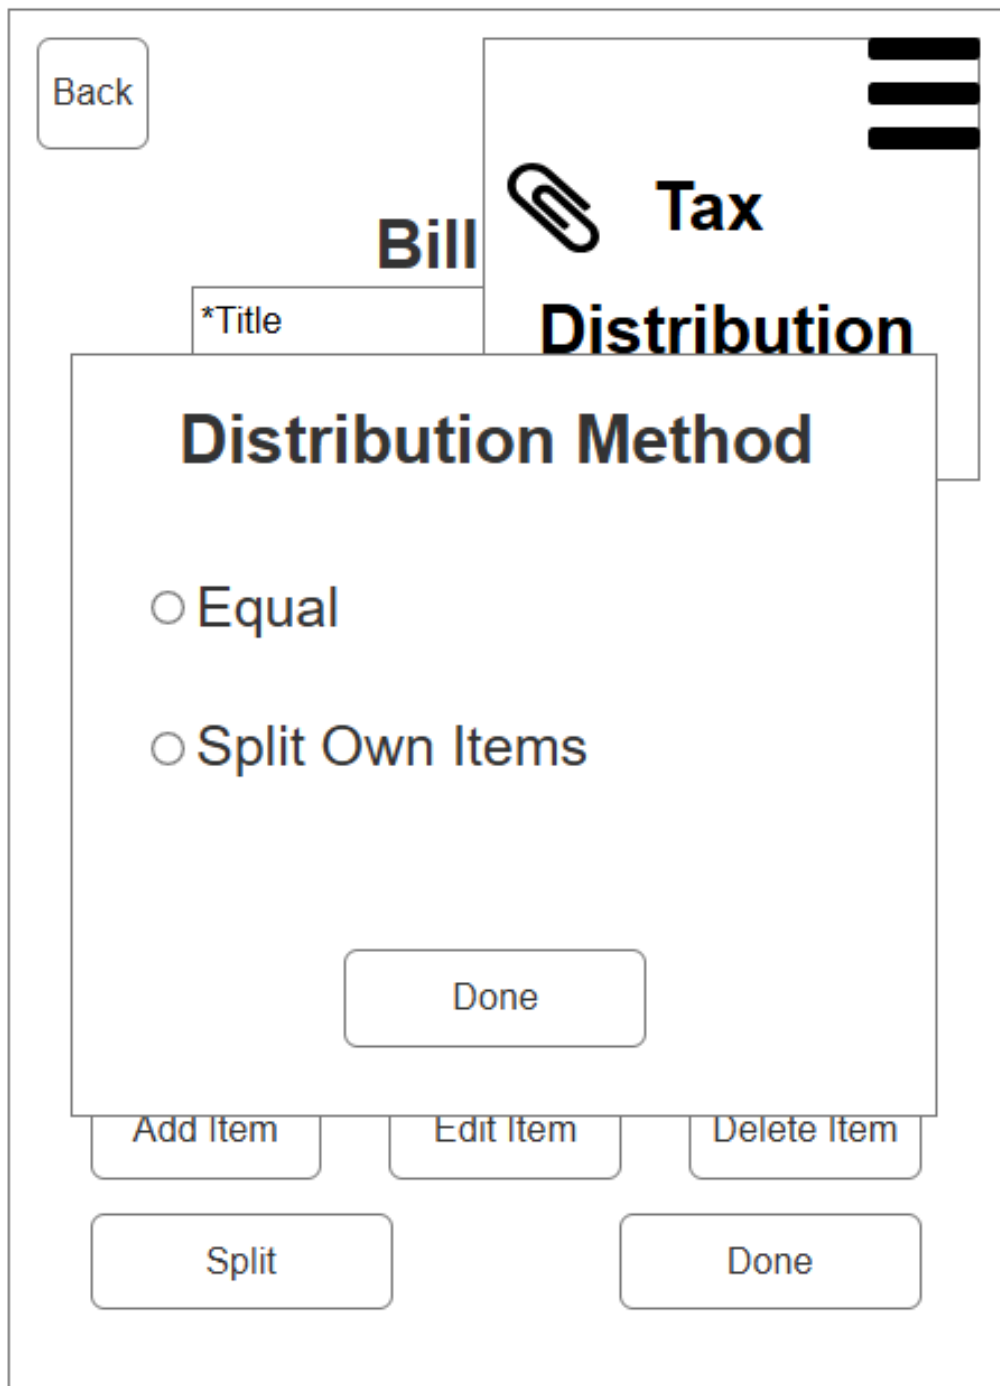 Back
Tax
Bill
*Title
Distribution
Distribution Method
Equal
Split Own Items
Done
Add Item
Edit Item
Delete Item
Split
Done